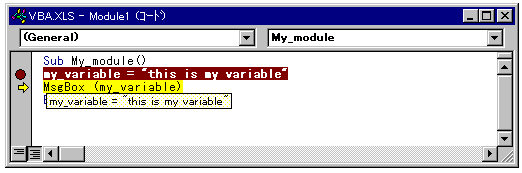 VBA.XLS - Module1 (コード)
(General)
My_module
Sub My_module()
my_variable = "this is my variable"
MsgBox (my_variable)
my_variable = "this is my variable"